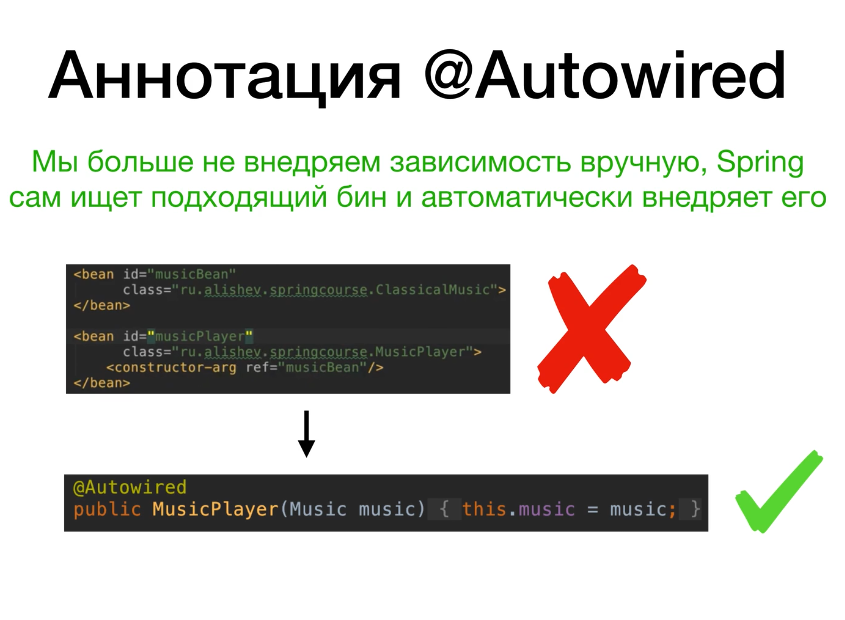 Аннотация @Autowired
Мы больше не внедряем зависимость вручную, Spring
сам ищет подходящий бин и автоматически внедряет его
<bean id="musicBean"
class="ru.alishev.springcourse.ClassicalMusic">
</bean>
<bean id="musicPlayer"
class="ru.alishev.springcourse.MusicPlayer">
<constructor-arg ref="musicBean"/>
</bean>
@Autowired
public MusicPlayer(Music music) { this.music = music; }